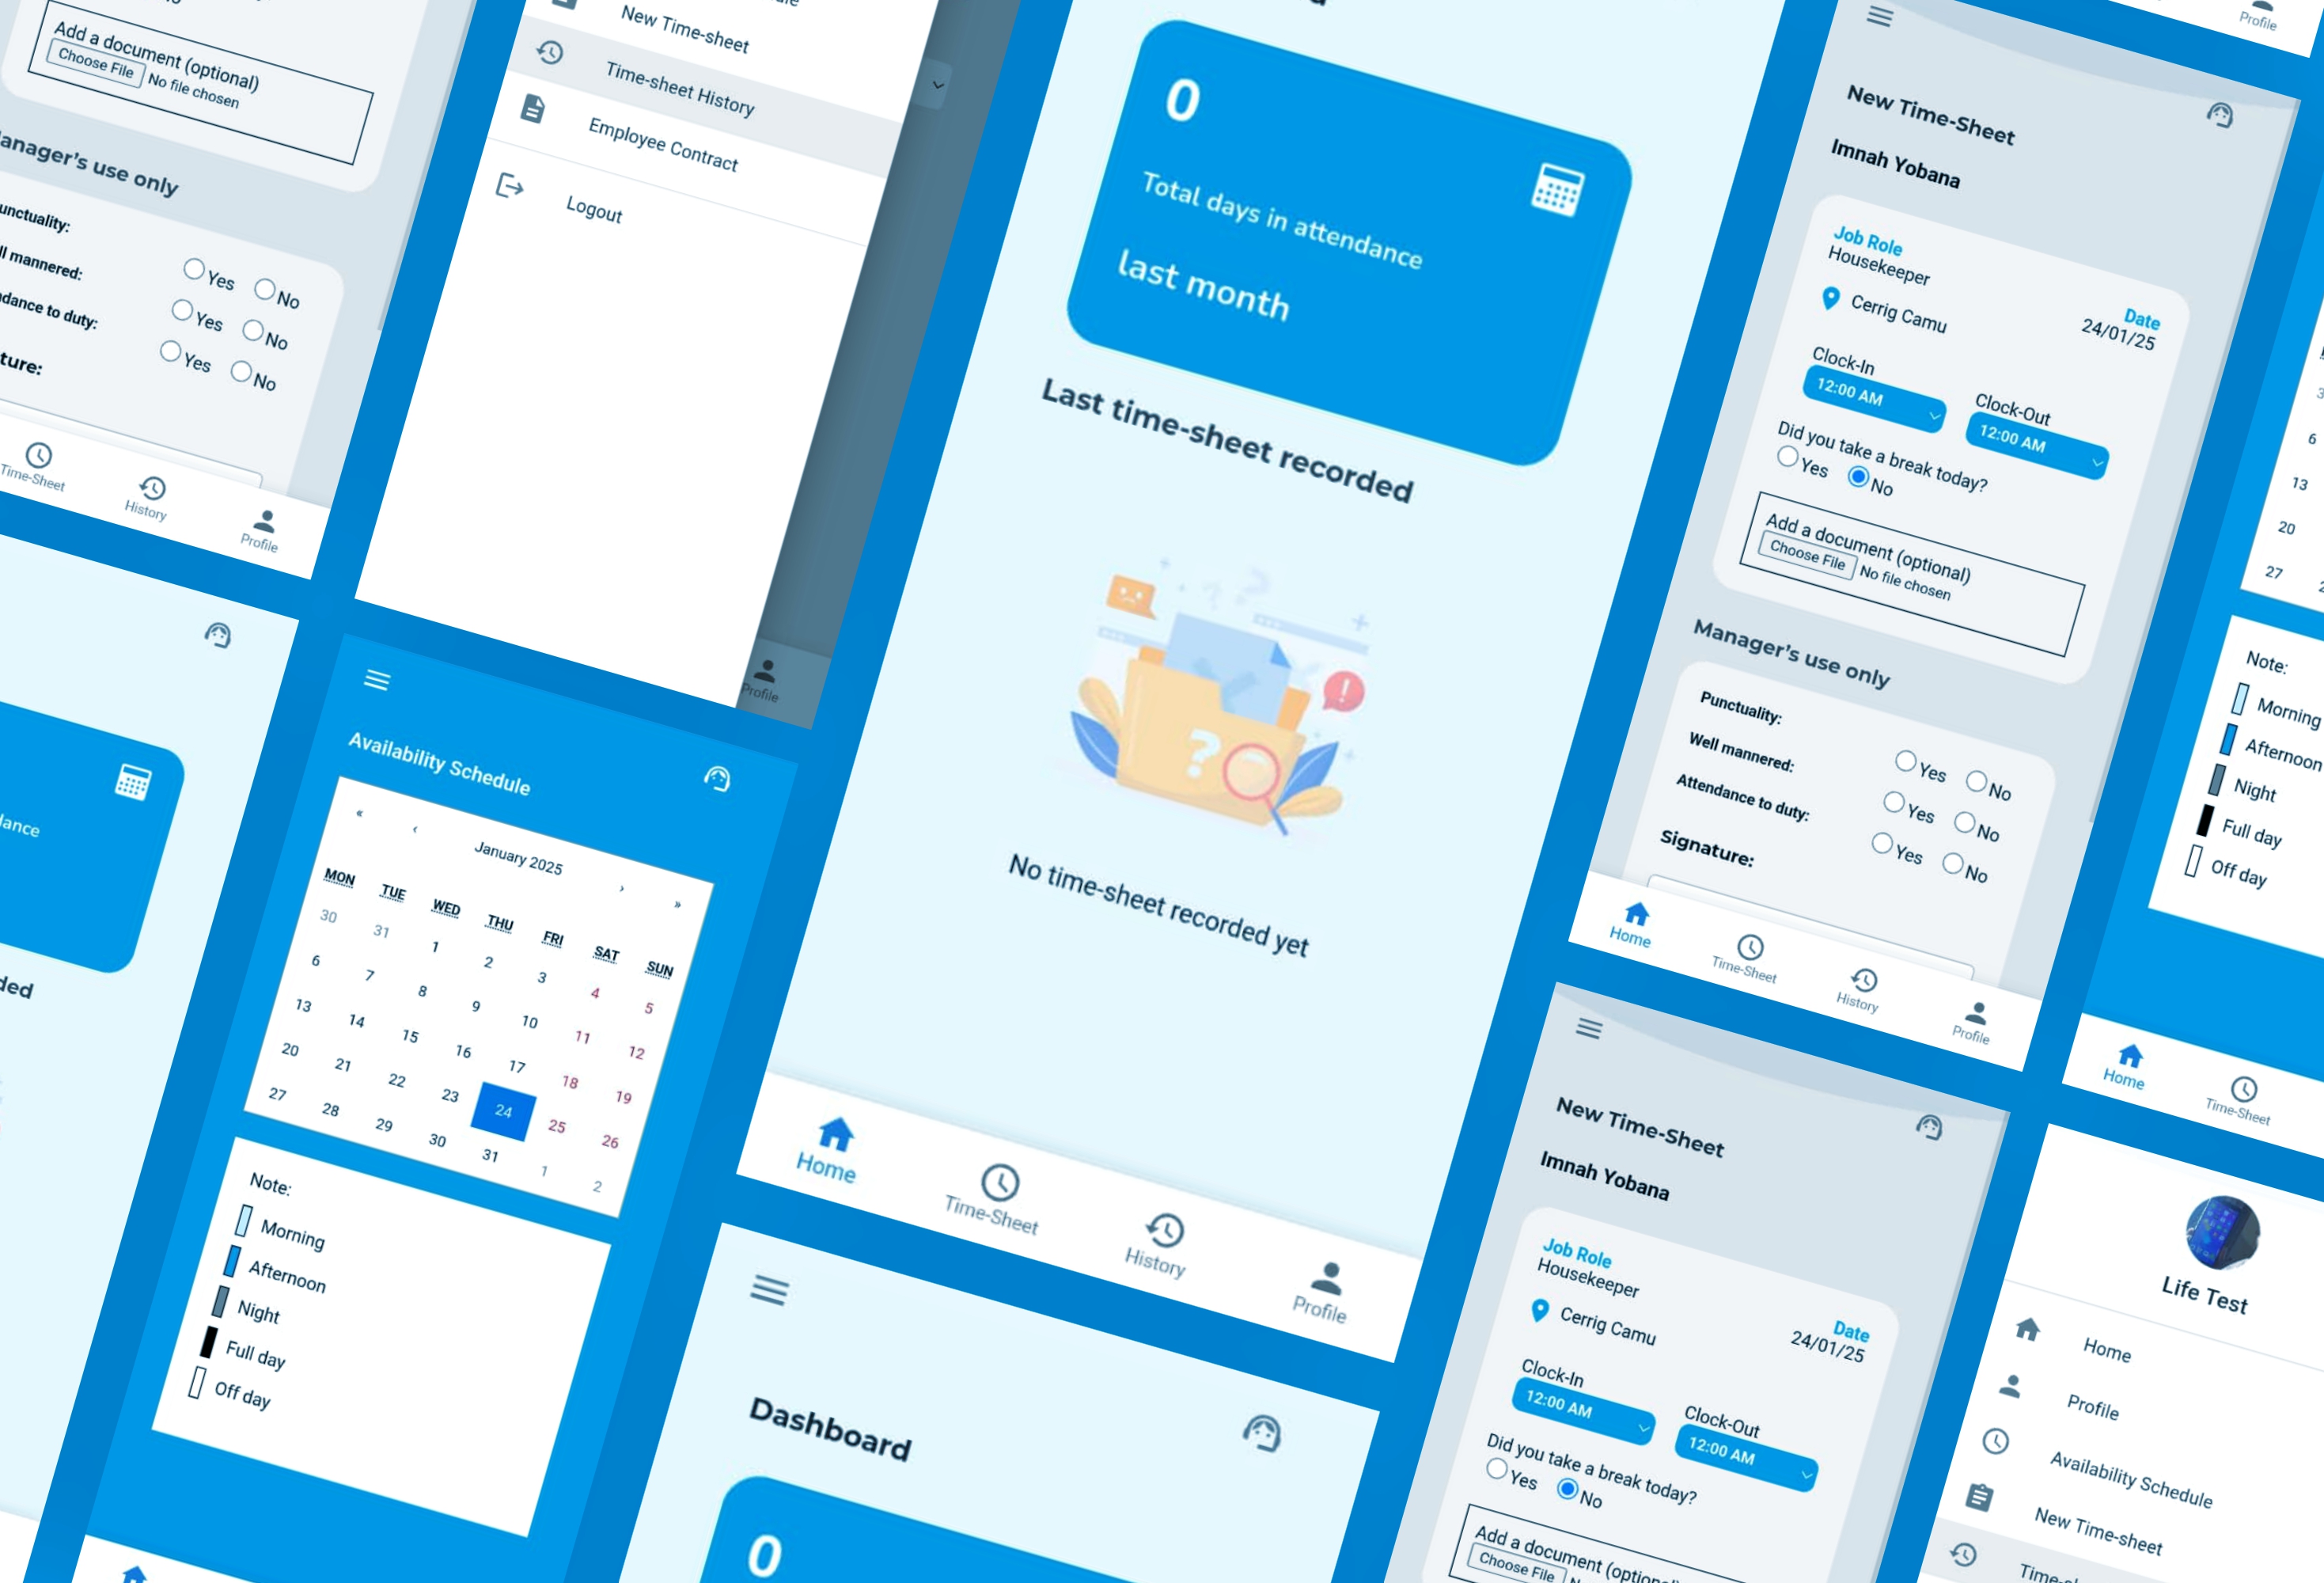 Add a document (optional)
Choose File No file chosen
anager's use only
unctuality:
ll mannered:
dance to duty:
Yes No
Yes No
Yes No
ture:
Time-Sheet
History
Profile
New Time-sheet
Time-sheet History
Employee Contract
Logout
Profile
0
Total days in attendance
last month
Last time-sheet recorded
No time-sheet recorded yet
Home
Time-Sheet
History
Profile
Profile
New Time-Sheet
Imnah Yobana
Job Role
Housekeeper
Cerrig Camu
Date
24/01/25
Clock-In
12:00 AM
Clock-Out
12:00 AM
Did you take a break today?
Yes No
Add a document (optional)
Choose File No file chosen
Manager's use only
Punctuality:
Yes No
Well mannered:
Yes No
Attendance to duty:
Yes No
Signature:
Home
Time-Sheet
History
Profile
6
13
20
27
Note:
Morning
Afternoon
Night
Full day
Off day
Home
Time-Sheet
dance
ded
Availability Schedule
« ‹ January 2025 › »
MON TUE WED THU FRI SAT SUN
30 31 1 2 3 4 5
6 7 8 9 10 11 12
13 14 15 16 17 18 19
20 21 22 23 24 25 26
27 28 29 30 31 1 2
Note:
Morning
Afternoon
Night
Full day
Off day
Dashboard
0
New Time-Sheet
Imnah Yobana
Job Role
Housekeeper
Cerrig Camu
Date
24/01/25
Clock-In
12:00 AM
Clock-Out
12:00 AM
Did you take a break today?
Yes No
Add a document (optional
Choose File
Life Test
Home
Profile
Availability Schedule
New Time-sheet